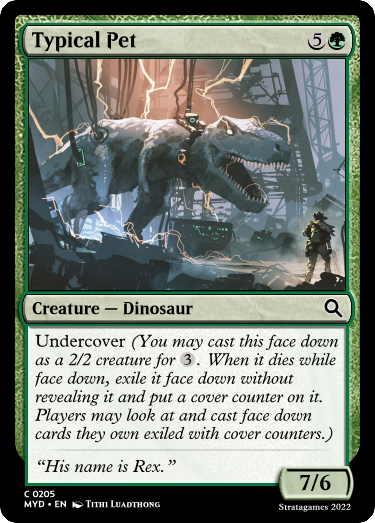 Typical Pet 5
Creature — Dinosaur
Undercover (You may cast this face down
as a 2/2 creature for 3. When it dies while
face down, exile it face down without
revealing it and put a cover counter on it.
Players may look at and cast face down
cards they own exiled with cover counters.)
“His name is Rex.”
7/6
C 0205
MYD • EN Tithi Luadthong
Stratagames 2022